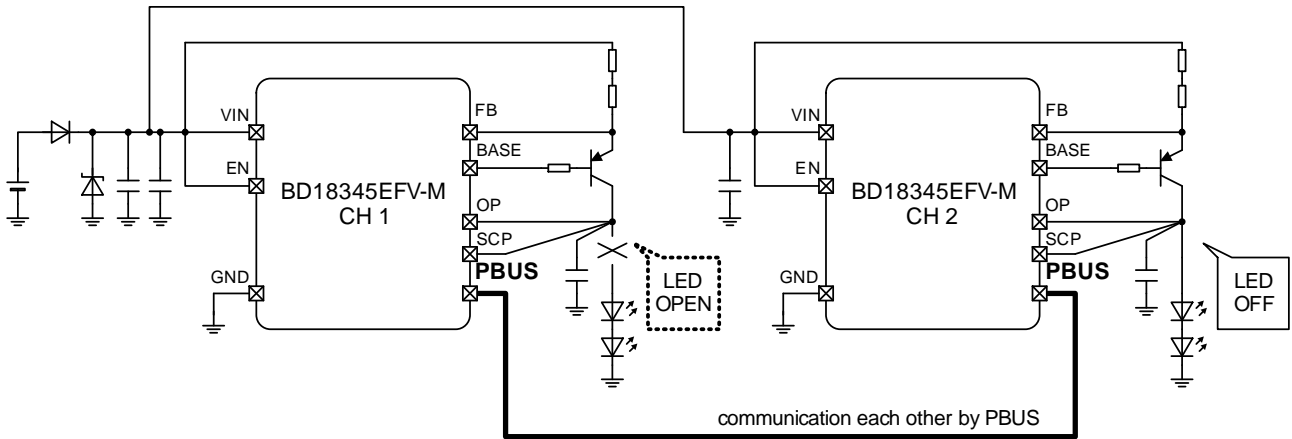 VIN
EN
GND
BD18345EFV-M
CH 1
FB
BASE
OP
SCP
PBUS
LED
OPEN
VIN
EN
GND
BD18345EFV-M
CH 2
FB
BASE
OP
SCP
PBUS
LED
OFF
communication each other by PBUS